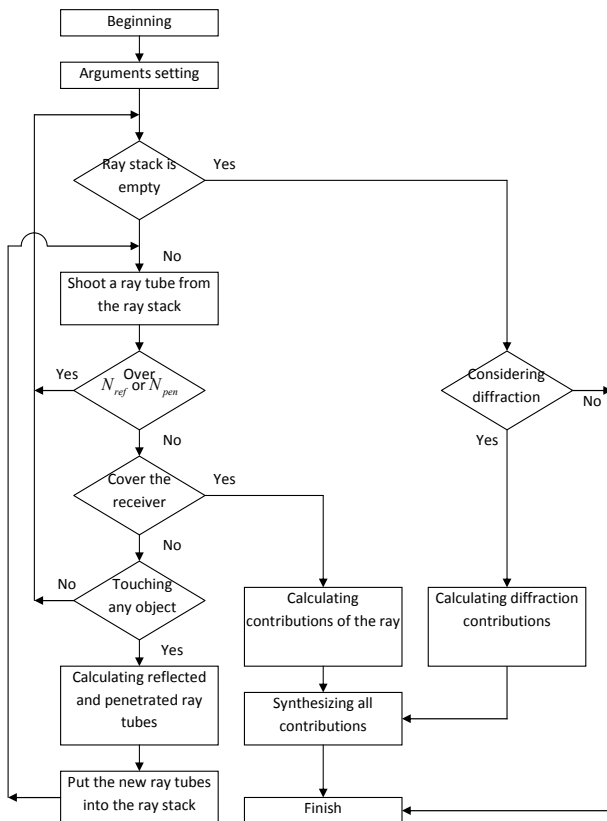 Beginning
Arguments setting
Ray stack is
empty
Yes
No
Shoot a ray tube from
the ray stack
Over
N_ref or N_pen
Yes
No
Considering
diffraction
No
Yes
Cover the
receiver
Yes
No
Touching
any object
No
Yes
Calculating
contributions of the ray
Calculating diffraction
contributions
Calculating reflected
and penetrated ray
tubes
Synthesizing all
contributions
Put the new ray tubes
into the ray stack
Finish